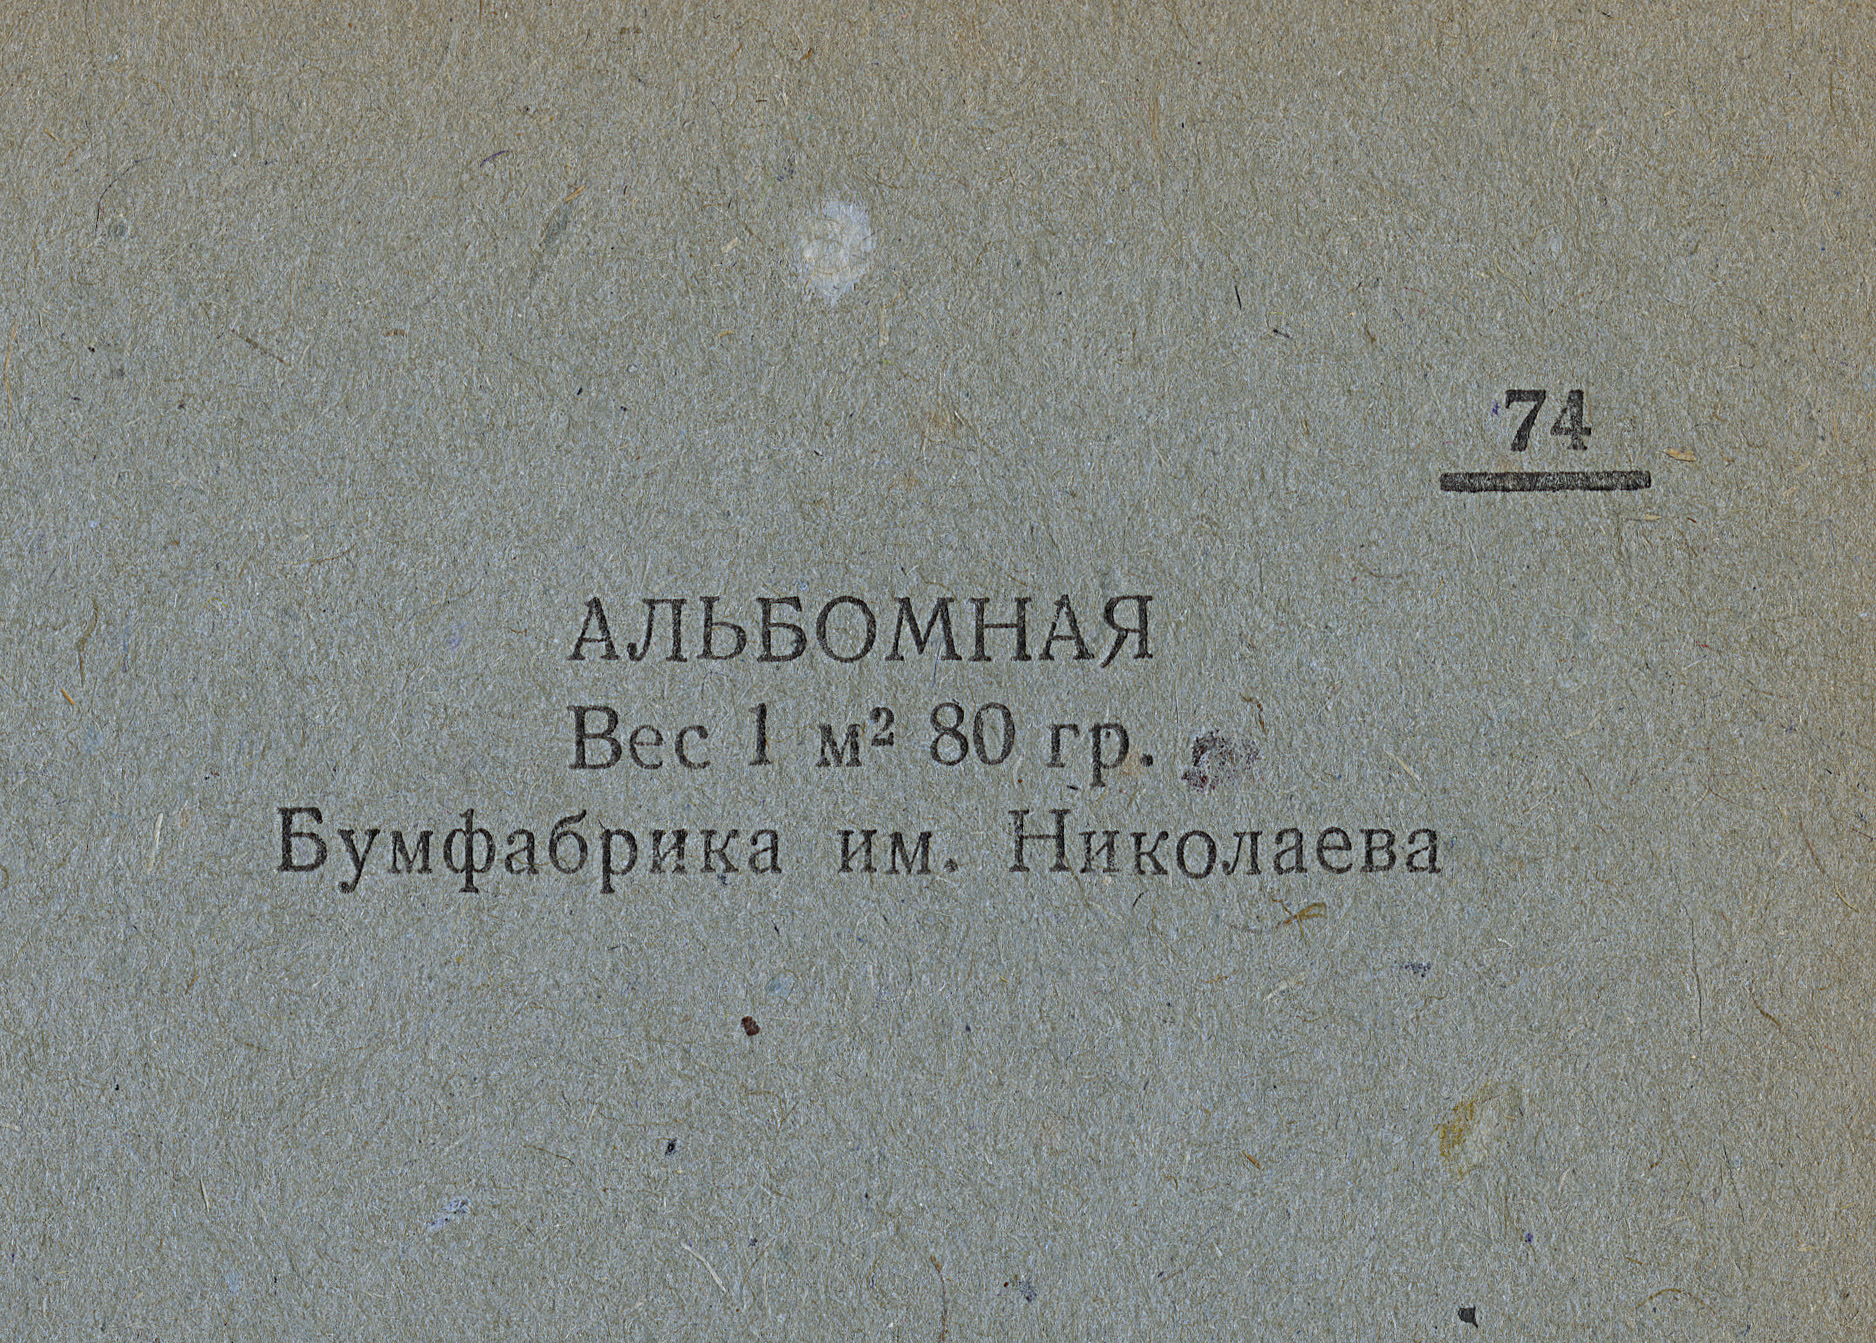 74
АЛЬБОМНАЯ
Вес 1 м² 80 гр.
Бумфабрика им. Николаева